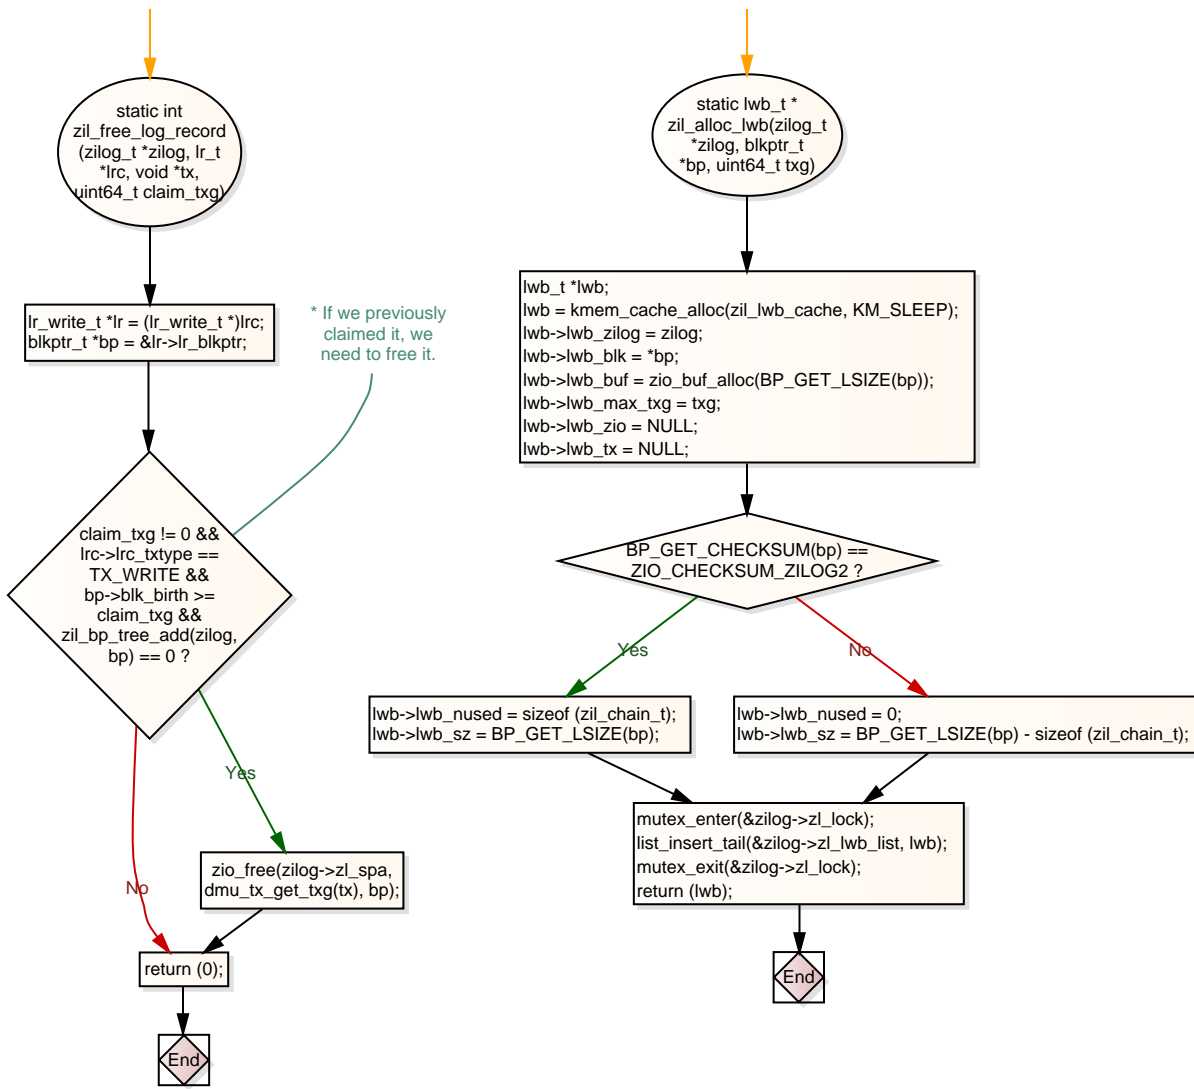 static int
zil_free_log_record
(zilog_t *zilog, lr_t
*lrc, void *tx,
uint64_t claim_txg)
lr_write_t *lr = (lr_write_t *)lrc;
blkptr_t *bp = &lr->lr_blkptr;
* If we previously
claimed it, we
need to free it.
claim_txg != 0 &&
lrc->lrc_txtype ==
TX_WRITE &&
bp->blk_birth >=
claim_txg &&
zil_bp_tree_add(zilog,
bp) == 0 ?
Yes
No
zio_free(zilog->zl_spa,
dmu_tx_get_txg(tx), bp);
return (0);
End
static lwb_t *
zil_alloc_lwb(zilog_t
*zilog, blkptr_t
*bp, uint64_t txg)
lwb_t *lwb;
lwb = kmem_cache_alloc(zil_lwb_cache, KM_SLEEP);
lwb->lwb_zilog = zilog;
lwb->lwb_blk = *bp;
lwb->lwb_buf = zio_buf_alloc(BP_GET_LSIZE(bp));
lwb->lwb_max_txg = txg;
lwb->lwb_zio = NULL;
lwb->lwb_tx = NULL;
BP_GET_CHECKSUM(bp) ==
ZIO_CHECKSUM_ZILOG2 ?
Yes
No
lwb->lwb_nused = sizeof (zil_chain_t);
lwb->lwb_sz = BP_GET_LSIZE(bp);
lwb->lwb_nused = 0;
lwb->lwb_sz = BP_GET_LSIZE(bp) - sizeof (zil_chain_t);
mutex_enter(&zilog->zl_lock);
list_insert_tail(&zilog->zl_lwb_list, lwb);
mutex_exit(&zilog->zl_lock);
return (lwb);
End